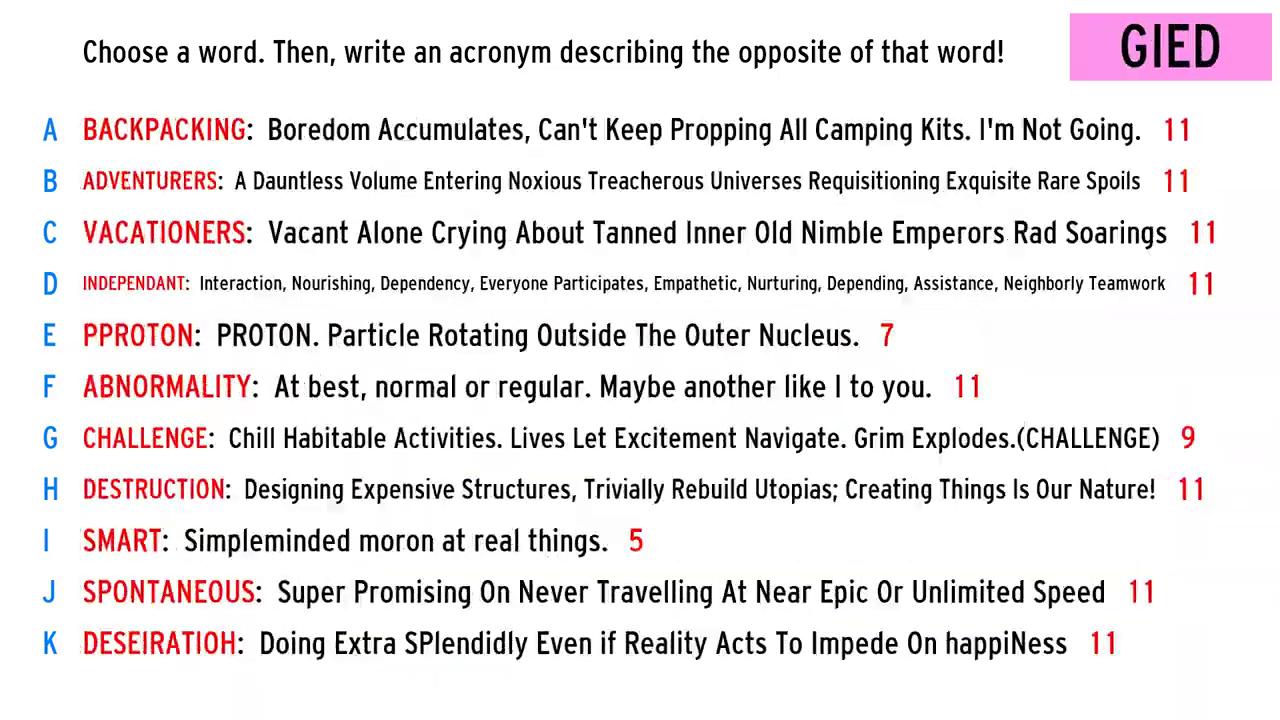 Choose a word. Then, write an acronym describing the opposite of that word!
GIED
A BACKPACKING: Boredom Accumulates, Can't Keep Propping All Camping Kits. I'm Not Going. 11
B ADVENTURERS: A Dauntless Volume Entering Noxious Treacherous Universes Requisitioning Exquisite Rare Spoils 11
C VACATIONERS: Vacant Alone Crying About Tanned Inner Old Nimble Emperors Rad Soarings 11
D INDEPENDANT: Interaction, Nourishing, Dependency, Everyone Participates, Empathetic, Nurturing, Depending, Assistance, Neighborly Teamwork 11
E PPROTON: PROTON. Particle Rotating Outside The Outer Nucleus. 7
F ABNORMALITY: At best, normal or regular. Maybe another like I to you. 11
G CHALLENGE: Chill Habitable Activities. Lives Let Excitement Navigate. Grim Explodes.(CHALLENGE) 9
H DESTRUCTION: Designing Expensive Structures, Trivially Rebuild Utopias; Creating Things Is Our Nature! 11
I SMART: Simpleminded moron at real things. 5
J SPONTANEOUS: Super Promising On Never Travelling At Near Epic Or Unlimited Speed 11
K DESEIRATIOH: Doing Extra SPlendidly Even if Reality Acts To Impede On happiNess 11